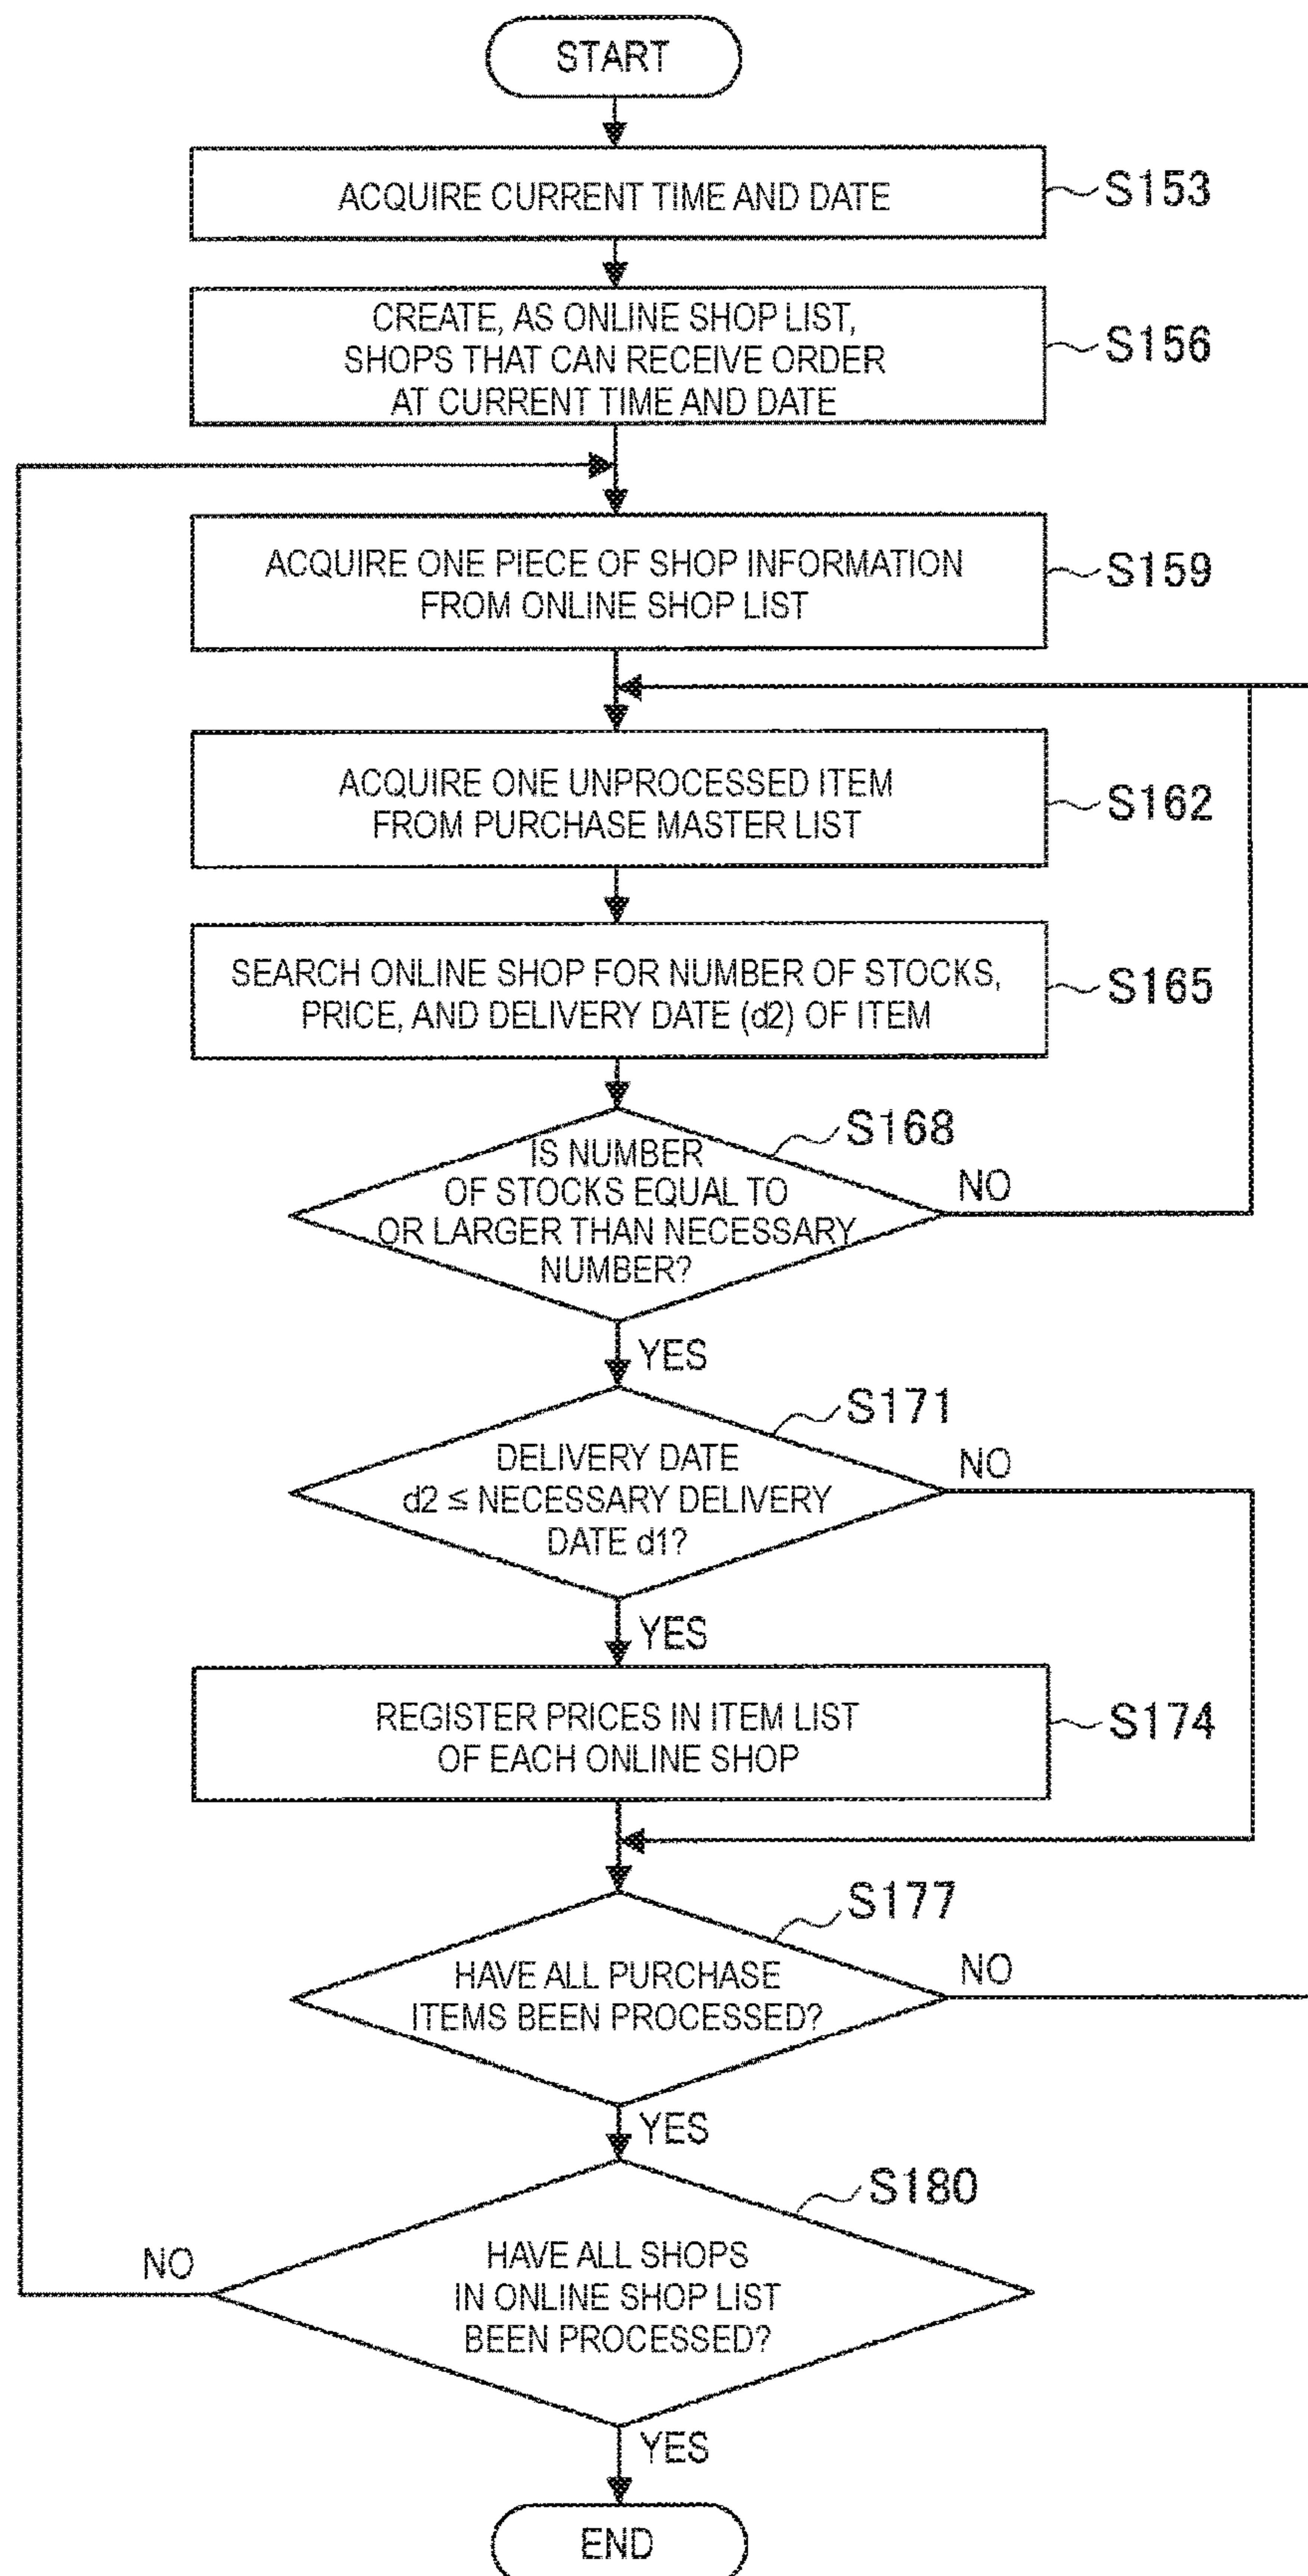 START
ACQUIRE CURRENT TIME AND DATE
S153
CREATE, AS ONLINE SHOP LIST,
SHOPS THAT CAN RECEIVE ORDER
AT CURRENT TIME AND DATE
S156
ACQUIRE ONE PIECE OF SHOP INFORMATION
FROM ONLINE SHOP LIST
S159
ACQUIRE ONE UNPROCESSED ITEM
FROM PURCHASE MASTER LIST
S162
SEARCH ONLINE SHOP FOR NUMBER OF STOCKS,
PRICE, AND DELIVERY DATE (d2) OF ITEM
S165
S168
IS NUMBER
OF STOCKS EQUAL TO
OR LARGER THAN NECESSARY
NUMBER?
NO
YES
S171
DELIVERY DATE
d2 ≤ NECESSARY DELIVERY
DATE d1?
NO
YES
REGISTER PRICES IN ITEM LIST
OF EACH ONLINE SHOP
S174
S177
HAVE ALL PURCHASE
ITEMS BEEN PROCESSED?
NO
YES
S180
HAVE ALL SHOPS
IN ONLINE SHOP LIST
BEEN PROCESSED?
NO
YES
END